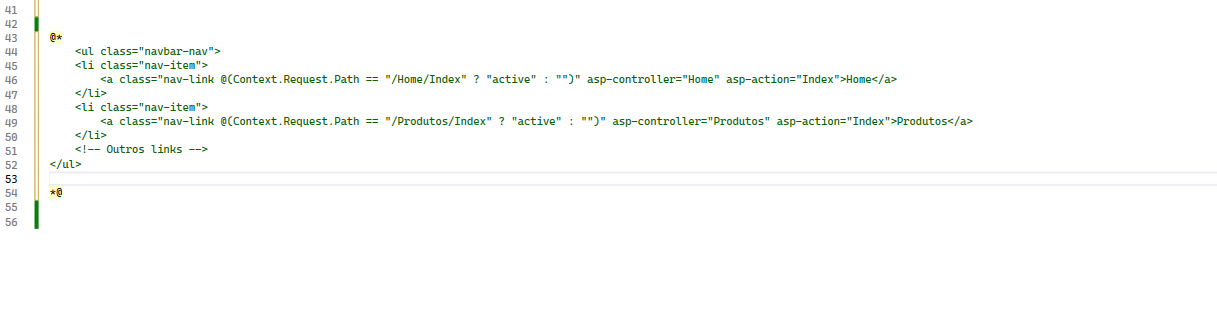 41
42
43 @*
44 <ul class="navbar-nav">
45 <li class="nav-item">
46 <a class="nav-link @(Context.Request.Path == "/Home/Index" ? "active" : "")" asp-controller="Home" asp-action="Index">Home</a>
47 </li>
48 <li class="nav-item">
49 <a class="nav-link @(Context.Request.Path == "/Produtos/Index" ? "active" : "")" asp-controller="Produtos" asp-action="Index">Produtos</a>
50 </li>
51 <!-- Outros links -->
52 </ul>
53
54 *@
55
56